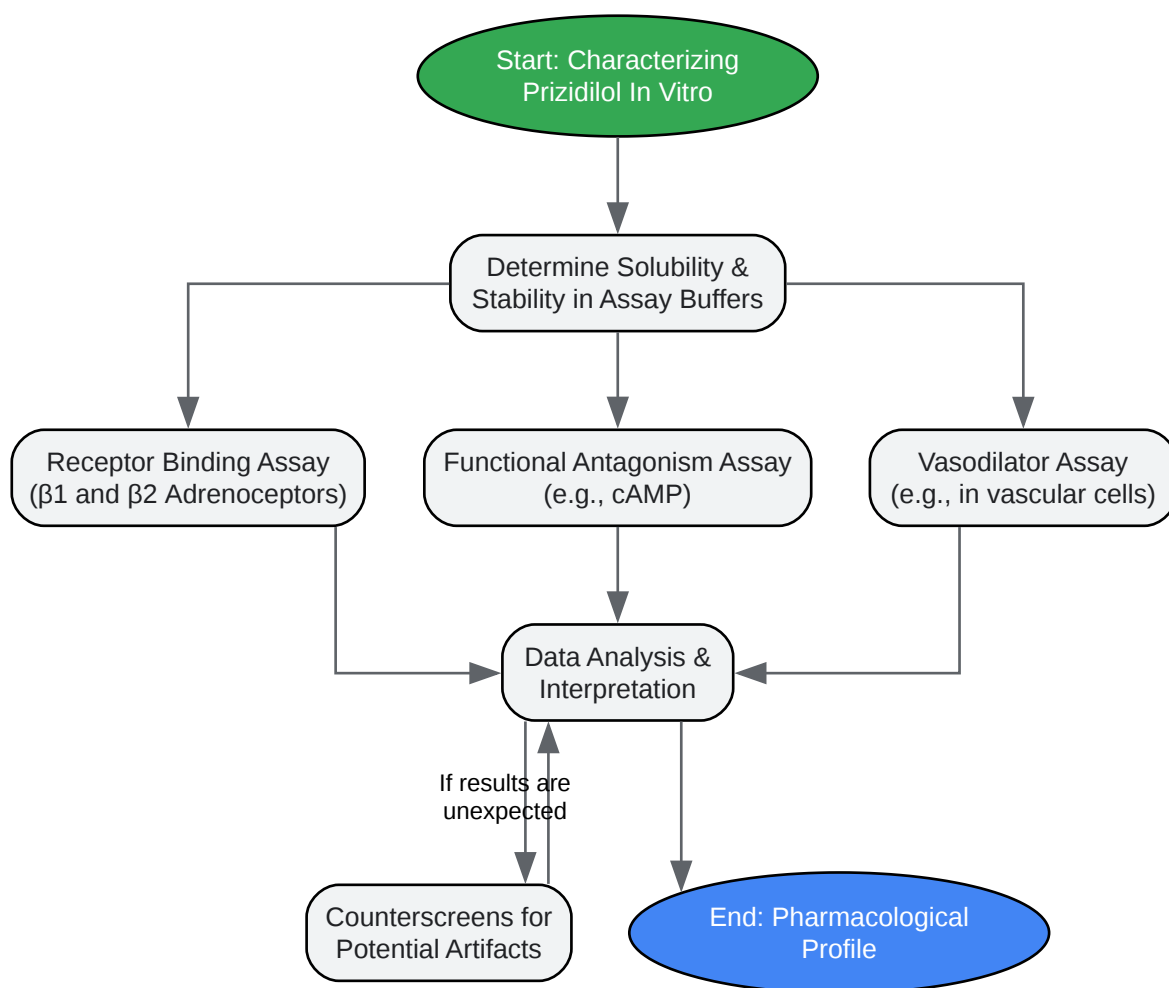 Start: Characterizing
Prizidilol In Vitro
Determine Solubility &
Stability in Assay Buffers
Receptor Binding Assay
(β1 and β2 Adrenoceptors)
Functional Antagonism Assay
(e.g., cAMP)
Vasodilator Assay
(e.g., in vascular cells)
Data Analysis &
Interpretation
If results are
unexpected
Counterscreens for
Potential Artifacts
End: Pharmacological
Profile